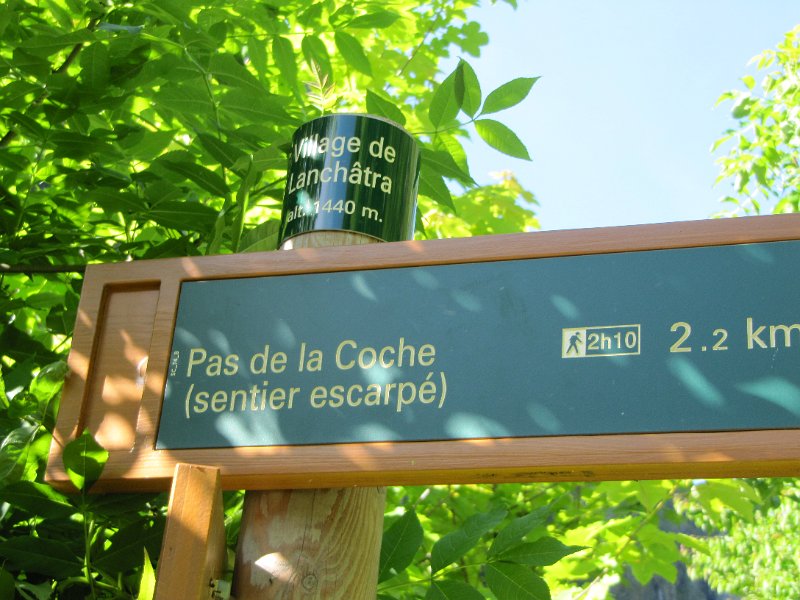 Village de
Lanchâtra
alt. 1440 m.
Pas de la Coche
(sentier escarpé)
2h10
2.2 km